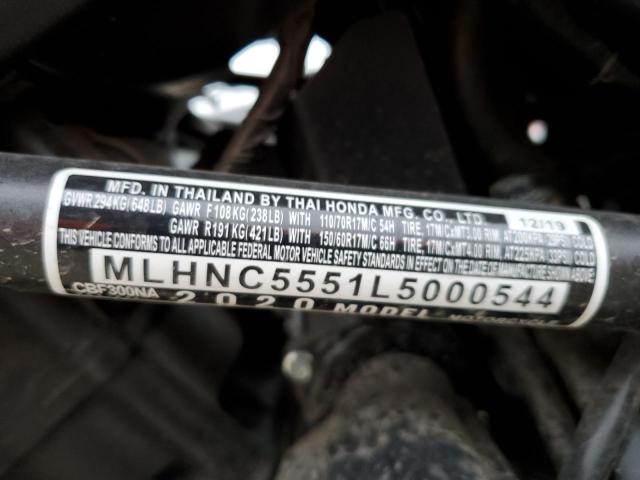 MFD. IN THAILAND BY THAI HONDA MFG. CO., LTD 12/19
GVWR 294KG(648LB) GAWR F108KG(238LB) WITH 110/70R17M/C 54H TIRE, 17M/CxMT3.00 RIM AT200KPA 29PSI COLD
GAWR R191KG(421LB) WITH 150/60R17M/C 66H TIRE, 17M/CxMT4.00 RIM AT225KPA 33PSI COLD
THIS VEHICLE CONFORMS TO ALL APPLICABLE FEDERAL MOTOR VEHICLE SAFETY STANDARDS
IN EFFECT ON THE DATE OF MANUFACTURE SHOWN ABOVE.
MLHNC5551L5000544
CBF300NA 2020 MODEL MOTORCYCLE